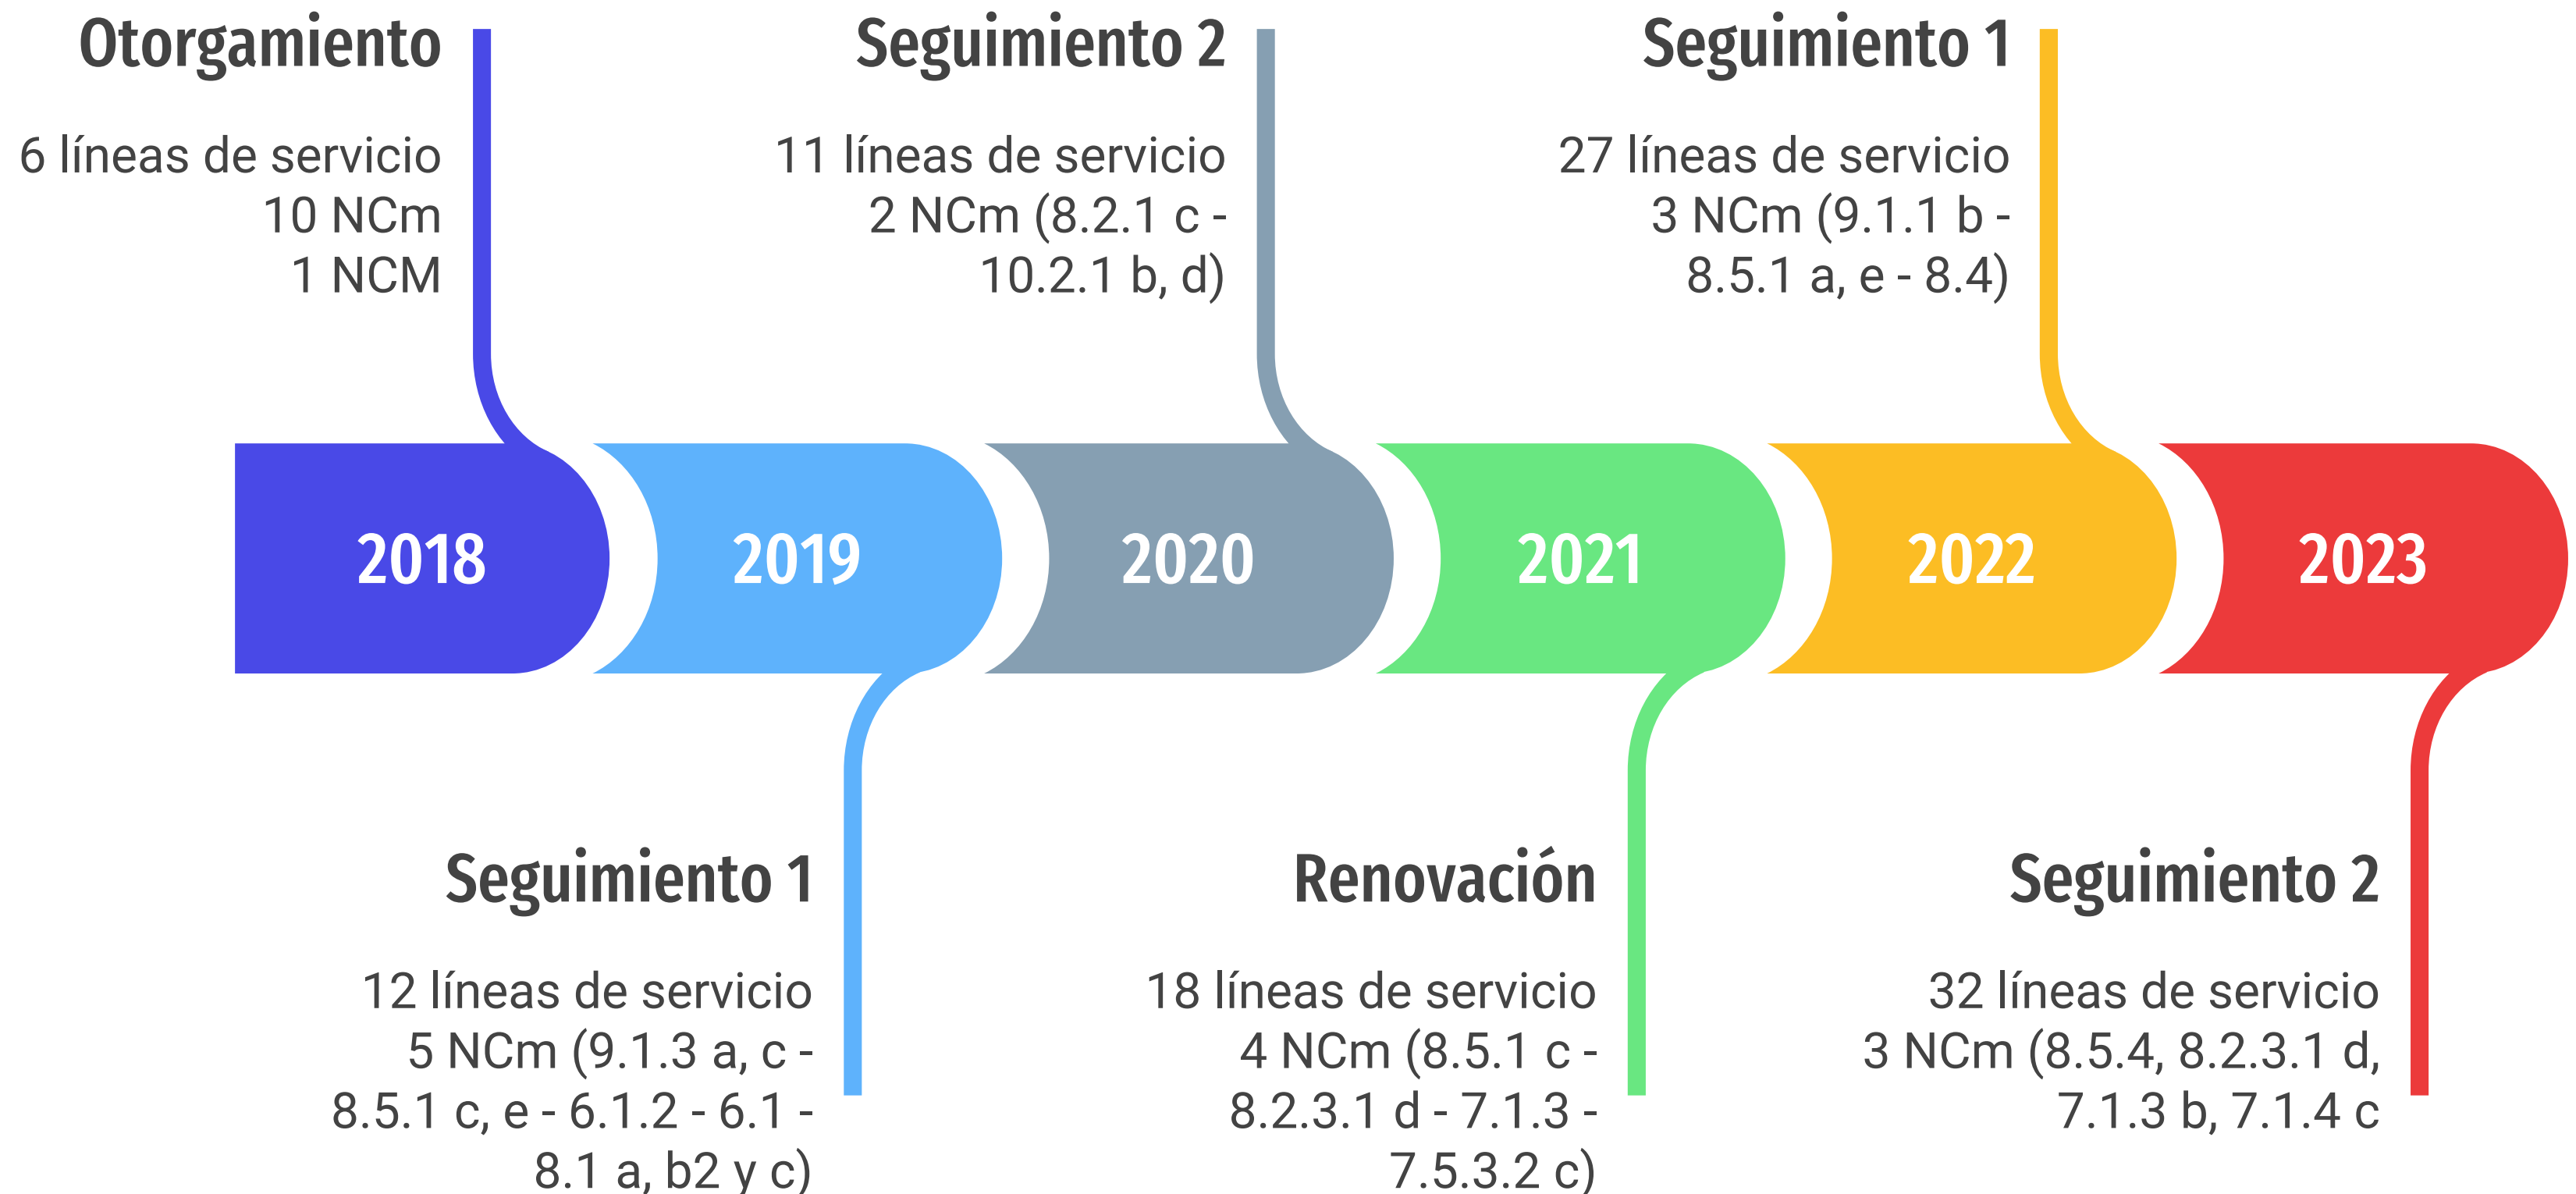 Otorgamiento
6 líneas de servicio
10 NCm
1 NCM
Seguimiento 2
11 líneas de servicio
2 NCm (8.2.1 c -
10.2.1 b, d)
Seguimiento 1
27 líneas de servicio
3 NCm (9.1.1 b -
8.5.1 a, e - 8.4)
2018
2019
2020
2021
2022
2023
Seguimiento 1
12 líneas de servicio
5 NCm (9.1.3 a, c -
8.5.1 c, e - 6.1.2 - 6.1 -
8.1 a, b2 y c)
Renovación
18 líneas de servicio
4 NCm (8.5.1 c -
8.2.3.1 d - 7.1.3 -
7.5.3.2 c)
Seguimiento 2
32 líneas de servicio
3 NCm (8.5.4, 8.2.3.1 d,
7.1.3 b, 7.1.4 c